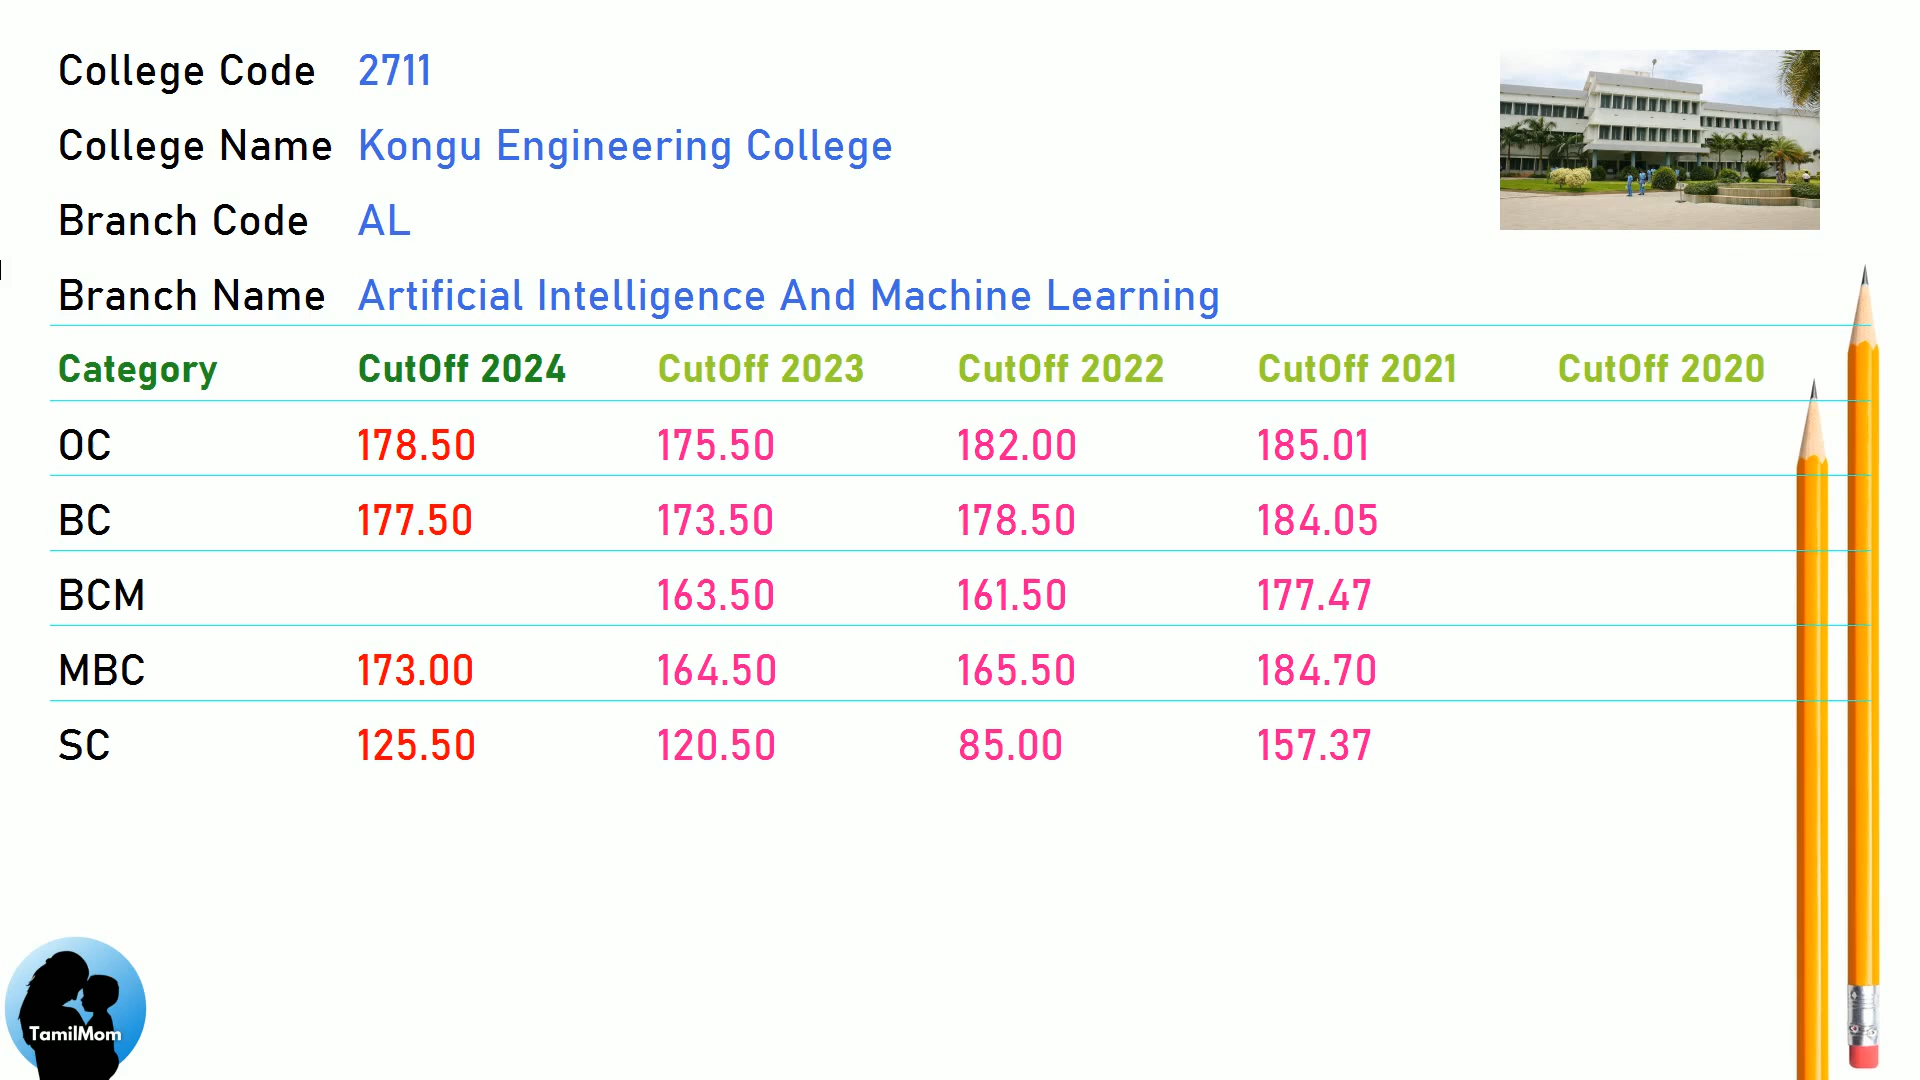 College Code 2711
College Name Kongu Engineering College
Branch Code AL
Branch Name Artificial Intelligence And Machine Learning
Category CutOff 2024 CutOff 2023 CutOff 2022 CutOff 2021 CutOff 2020
OC 178.50 175.50 182.00 185.01
BC 177.50 173.50 178.50 184.05
BCM 163.50 161.50 177.47
MBC 173.00 164.50 165.50 184.70
SC 125.50 120.50 85.00 157.37
TamilMom